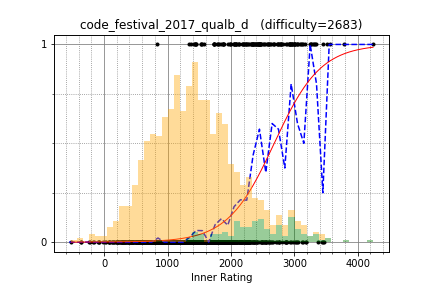 code_festival_2017_qualb_d (difficulty=2683)
1
0
0 1000 2000 3000 4000
Inner Rating